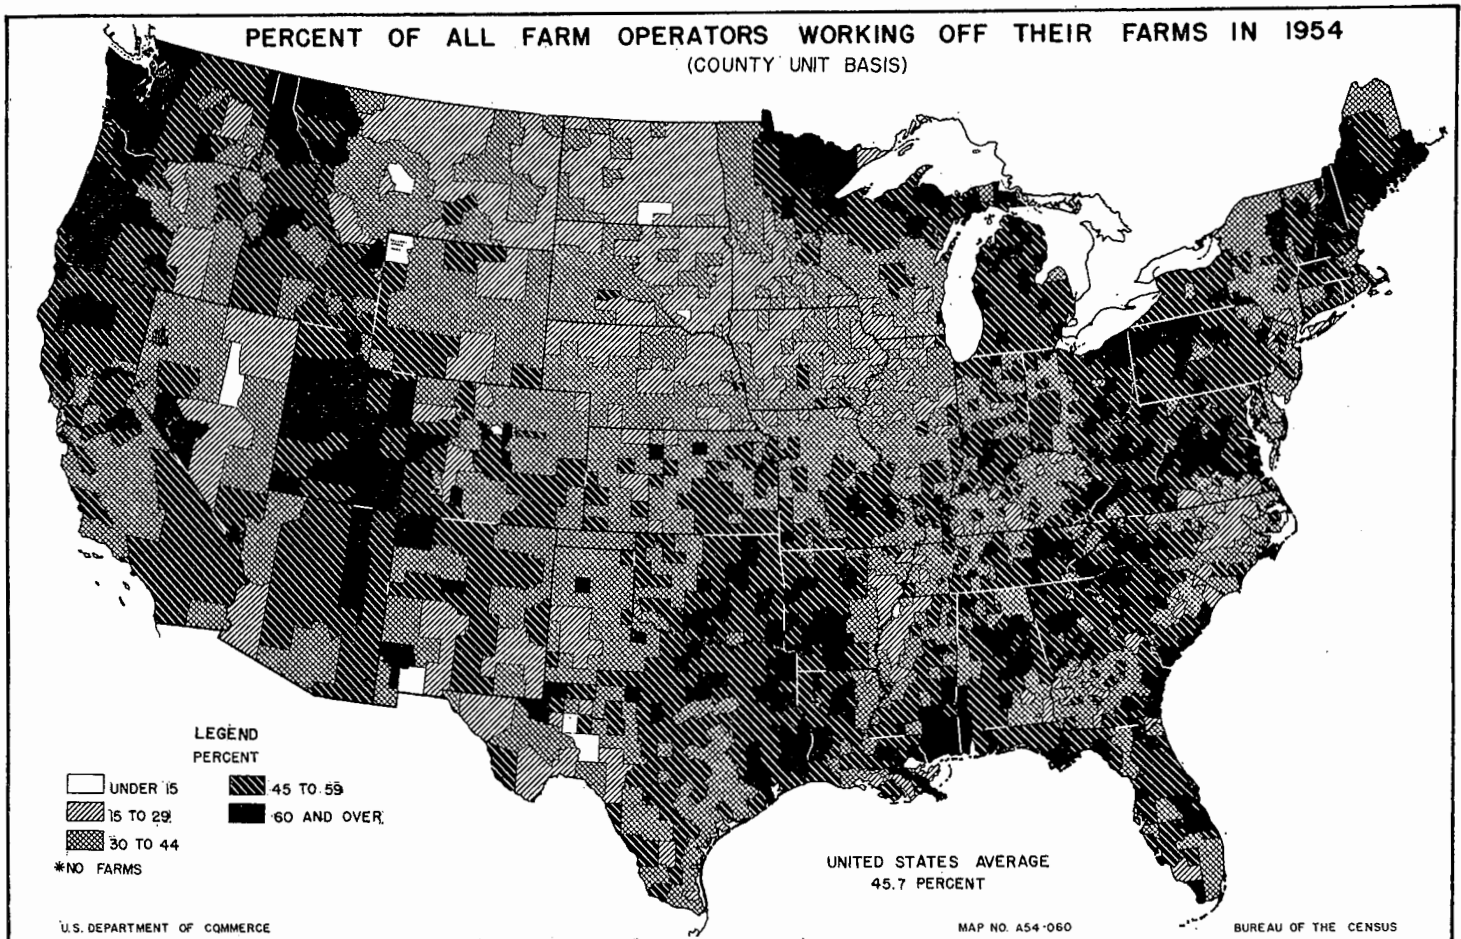 PERCENT OF ALL FARM OPERATORS WORKING OFF THEIR FARMS IN 1954
(COUNTY UNIT BASIS)
LEGEND
PERCENT
UNDER 15
15 TO 29
30 TO 44
45 TO 59
60 AND OVER
*NO FARMS
UNITED STATES AVERAGE
45.7 PERCENT
U.S. DEPARTMENT OF COMMERCE
MAP NO. A54-060
BUREAU OF THE CENSUS